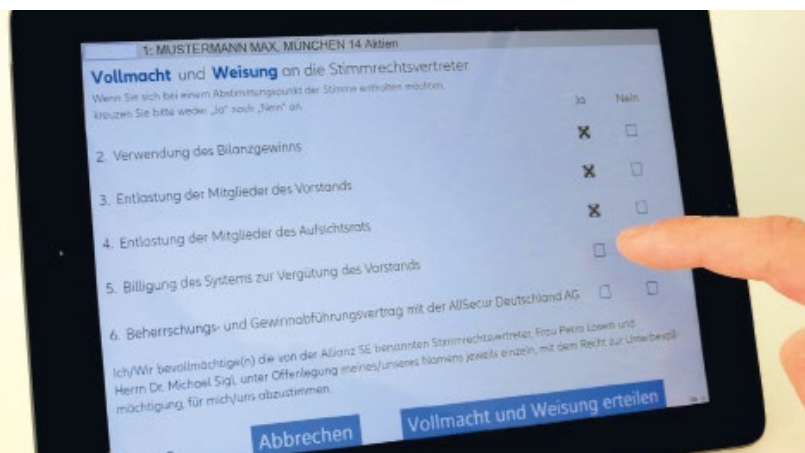 1: MUSTERMANN MAX, MÜNCHEN 14 Aktien
Vollmacht und Weisung an die Stimmrechtsvertreter
Wenn Sie sich bei einem Abstimmungspunkt der Stimme enthalten möchten,
kreuzen Sie bitte weder „Ja“ noch „Nein“ an.
Ja Nein
2. Verwendung des Bilanzgewinns
3. Entlastung der Mitglieder des Vorstands
4. Entlastung der Mitglieder des Aufsichtsrats
5. Billigung des Systems zur Vergütung des Vorstands
6. Beherrschungs- und Gewinnabführungsvertrag mit der AllSecur Deutschland AG
Ich/Wir bevollmächtige(n) die von der Allianz SE benannten Stimmrechtsvertreter, Frau Petra Losem und
Herrn Dr. Michael Sigl, unter Offenlegung meines/unseres Namens jeweils einzeln, mit dem Recht zur Unterbevoll-
mächtigung, für mich/uns abzustimmen.
Abbrechen Vollmacht und Weisung erteilen